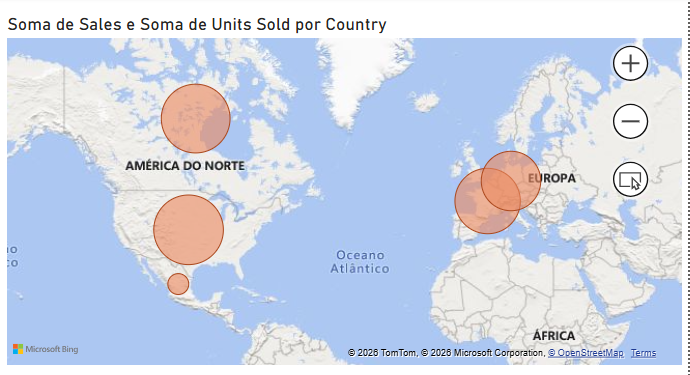 Soma de Sales e Soma de Units Sold por Country
AMÉRICA DO NORTE
EUROPA
Oceano
Atlântico
ÁFRICA
Microsoft Bing
© 2026 TomTom, © 2026 Microsoft Corporation, © OpenStreetMap Terms